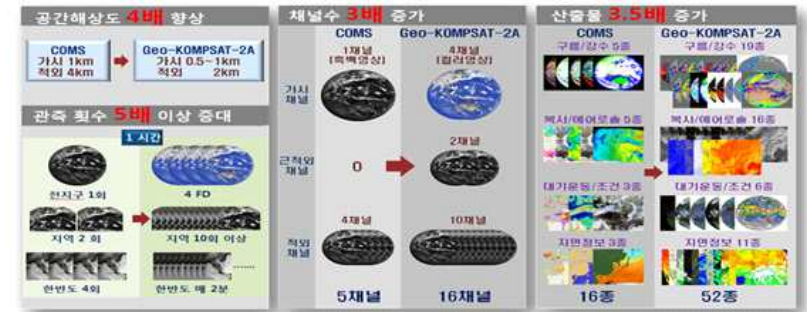 공간해상도 4배 향상
COMS
가시 1km
적외 4km
Geo-KOMPSAT-2A
가시 0.5~1km
적외 2km
관측 횟수 5배 이상 증대
1 시간
전지구 1회
4 FD
지역 2 회
지역 10회 이상
한반도 4회
한반도 매 2분
채널수 3배 증가
COMS
Geo-KOMPSAT-2A
가시
채널
1채널
(흑백영상)
4채널
(컬러영상)
근적외
채널
0
2채널
적외
채널
4채널
10채널
5채널
16채널
산출물 3.5배 증가
COMS
Geo-KOMPSAT-2A
구름/강수 5종
구름/강수 19종
복사/에어로솔 5종
복사/에어로솔 16종
대기운동/조건 3종
대기운동/조건 6종
지면정보 3종
지면정보 11종
16종
52종